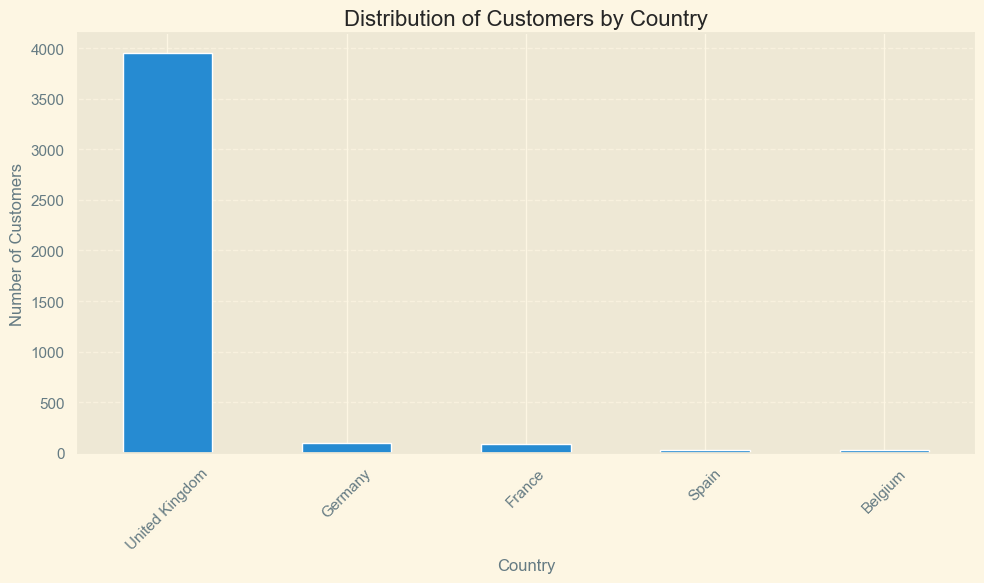 Distribution of Customers by Country
Number of Customers
4000
3500
3000
2500
2000
1500
1000
500
0
United Kingdom
Germany
France
Spain
Belgium
Country